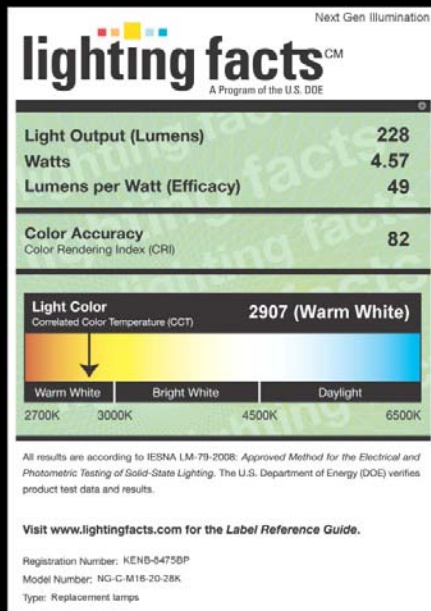 Next Gen Illumination
lighting facts CM
A Program of the U.S. DOE
Light Output (Lumens) 228
Watts 4.57
Lumens per Watt (Efficacy) 49
Color Accuracy 82
Color Rendering Index (CRI)
Light Color 2907 (Warm White)
Correlated Color Temperature (CCT)
Warm White Bright White Daylight
2700K 3000K 4500K 6500K
All results are according to IESNA LM-79-2008: Approved Method for the Electrical and
Photometric Testing of Solid-State Lighting. The U.S. Department of Energy (DOE) verifies
product test data and results.
Visit www.lightingfacts.com for the Label Reference Guide.
Registration Number: KENB-8475BP
Model Number: NG-C-M16-20-28K
Type: Replacement lamps